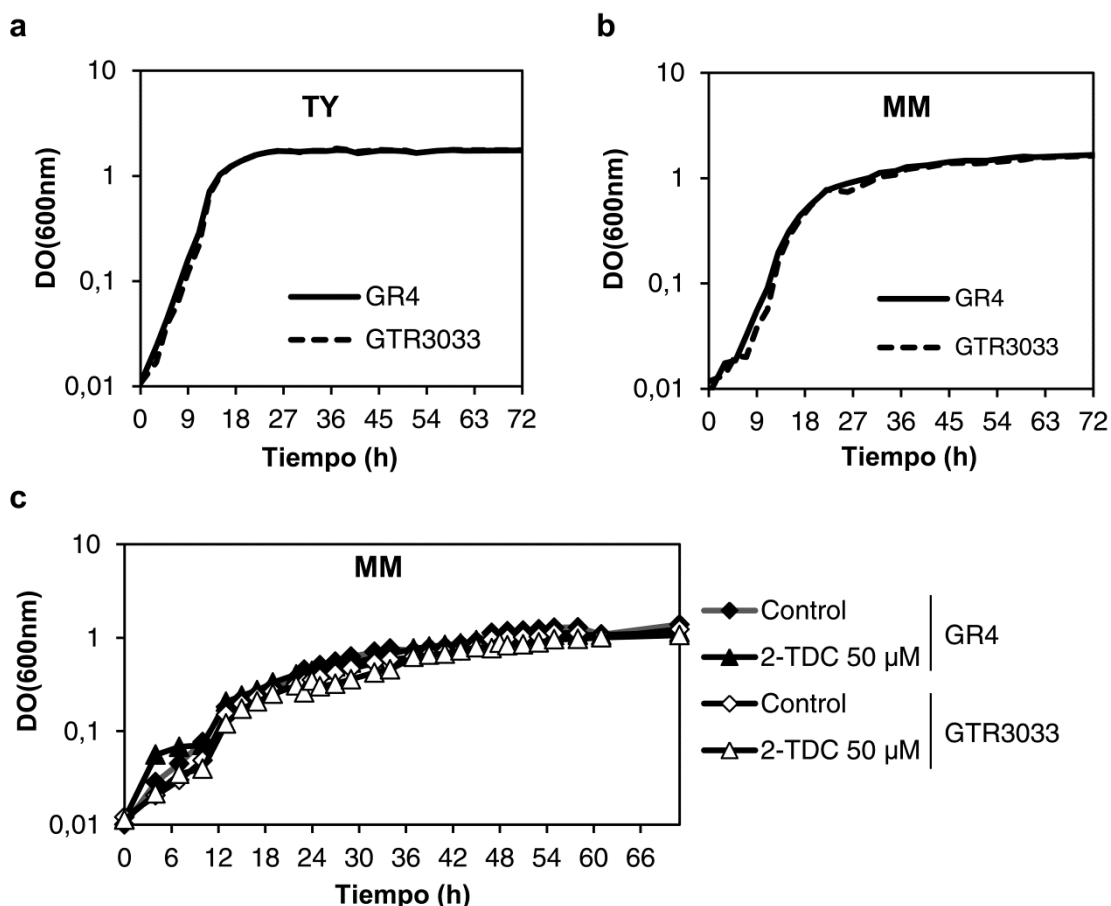 a
10
1
0,1
0,01
DO(600nm)
TY
GR4
GTR3033
0 9 18 27 36 45 54 63 72
Tiempo (h)
b
10
1
0,1
0,01
DO(600nm)
MM
GR4
GTR3033
0 9 18 27 36 45 54 63 72
Tiempo (h)
c
10
1
0,1
0,01
DO(600nm)
MM
0 6 12 18 24 30 36 42 48 54 60 66
Tiempo (h)
Control
2-TDC 50 µM
GR4
Control
2-TDC 50 µM
GTR3033